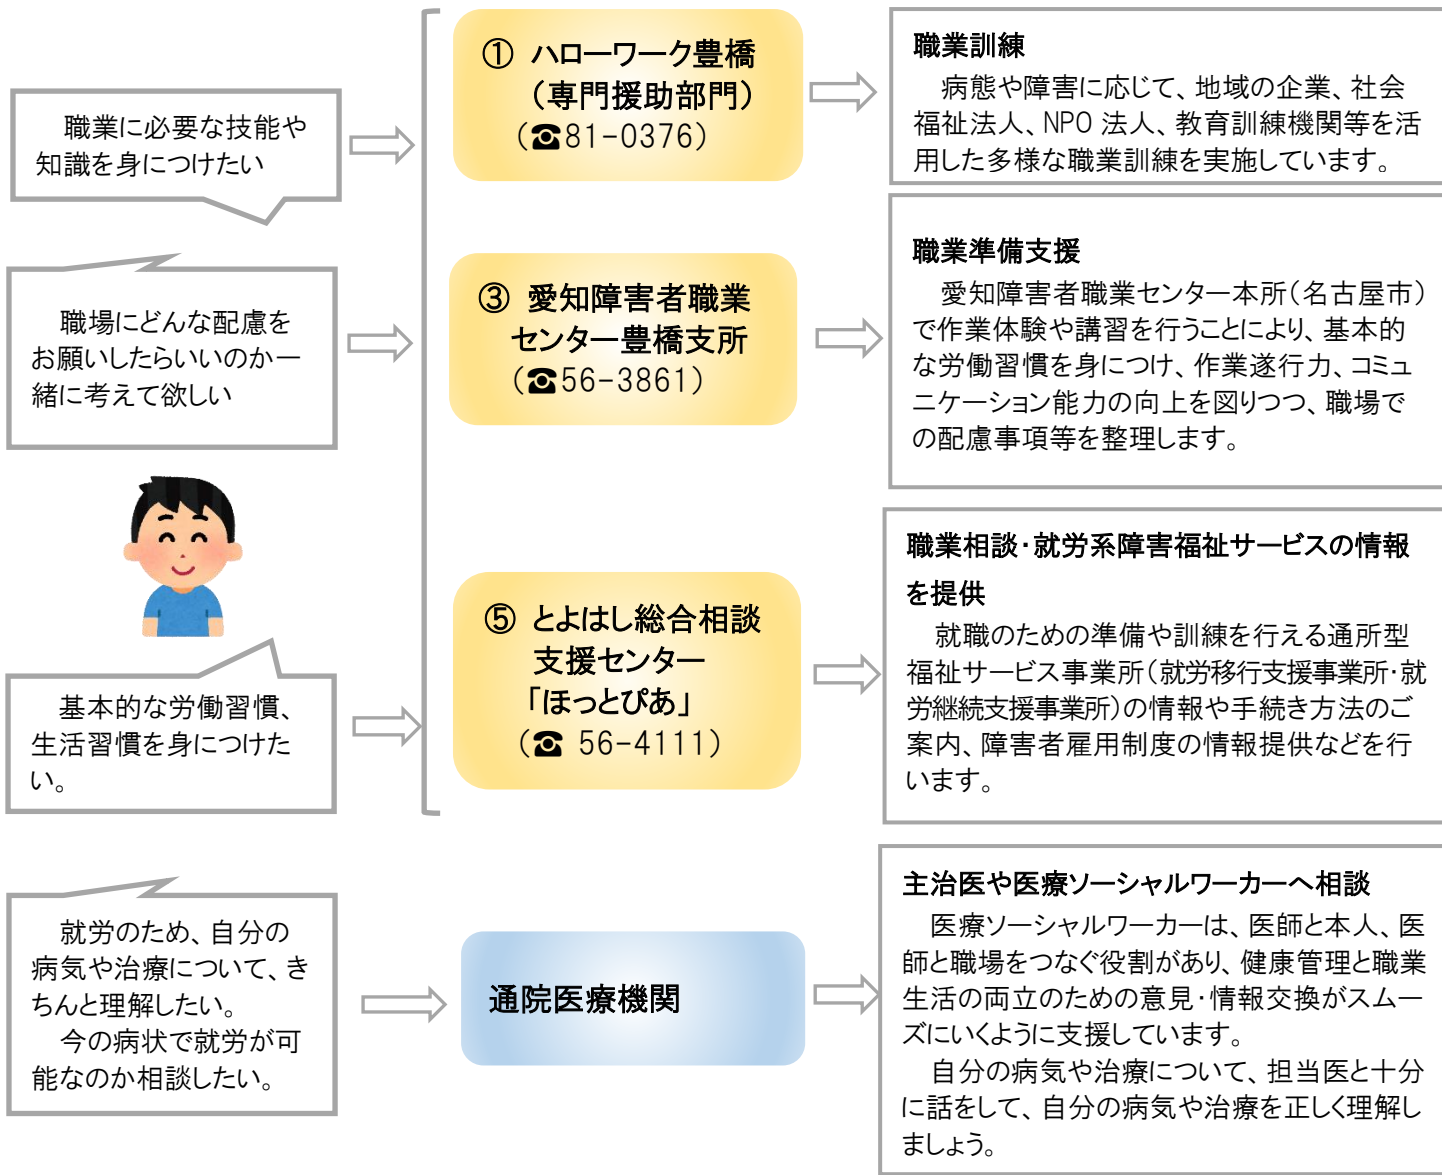 職業に必要な技能や
知識を身につけたい
職場にどんな配慮を
お願いしたらいいのか一
緒に考えて欲しい
基本的な労働習慣、
生活習慣を身につけた
い。
① ハローワーク豊橋
（専門援助部門）
（☎81-0376）
③ 愛知障害者職業
センター豊橋支所
（☎56-3861）
⑤ とよはし総合相談
支援センター
「ほっとぴあ」
（☎ 56-4111）
職業訓練
病態や障害に応じて、地域の企業、社会
福祉法人、NPO 法人、教育訓練機関等を活
用した多様な職業訓練を実施しています。
職業準備支援
愛知障害者職業センター本所（名古屋市）
で作業体験や講習を行うことにより、基本的
な労働習慣を身につけ、作業遂行力、コミュ
ニケーション能力の向上を図りつつ、職場で
の配慮事項等を整理します。
職業相談・就労系障害福祉サービスの情報
を提供
就職のための準備や訓練を行える通所型
福祉サービス事業所（就労移行支援事業所・就
労継続支援事業所）の情報や手続き方法のご
案内、障害者雇用制度の情報提供などを行
います。
就労のため、自分の
病気や治療について、き
ちんと理解したい。
今の病状で就労が可
能なのか相談したい。
通院医療機関
主治医や医療ソーシャルワーカーへ相談
医療ソーシャルワーカーは、医師と本人、医
師と職場をつなぐ役割があり、健康管理と職業
生活の両立のための意見・情報交換がスムー
ズにいくように支援しています。
自分の病気や治療について、担当医と十分
に話をして、自分の病気や治療を正しく理解し
ましょう。